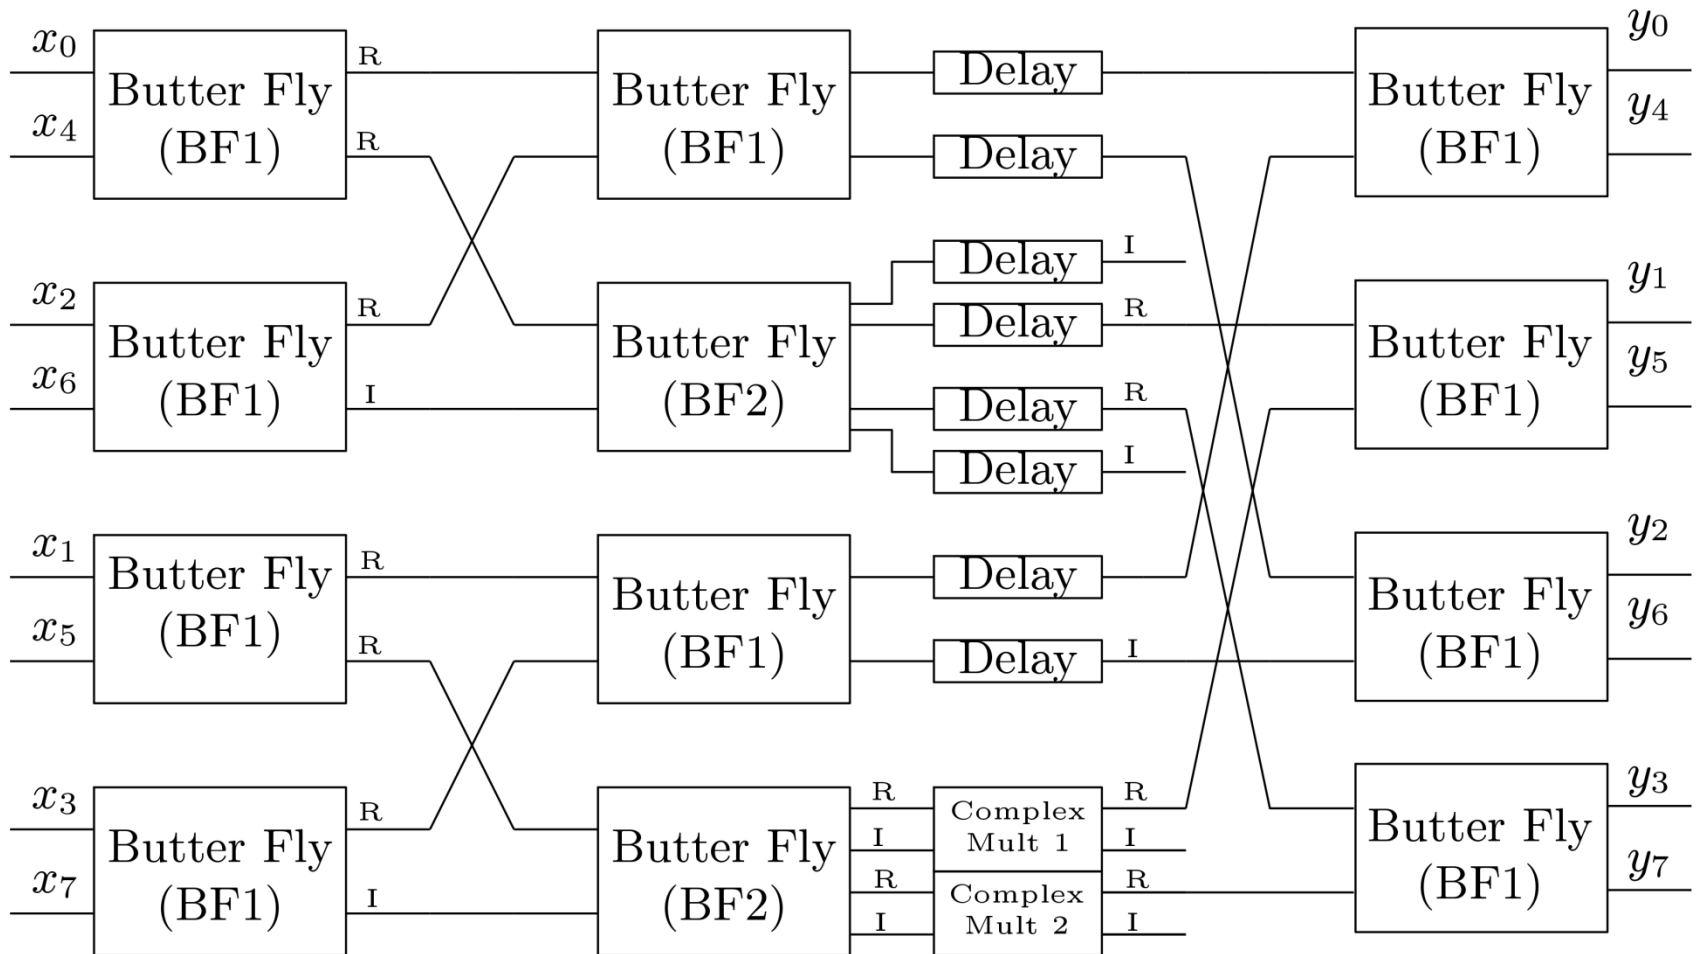 x0
x4
Butter Fly
(BF1)
R
R
Butter Fly
(BF1)
Delay
Delay
Butter Fly
(BF1)
y0
y4
x2
x6
Butter Fly
(BF1)
R
I
Butter Fly
(BF2)
Delay I
Delay R
Delay R
Delay I
Butter Fly
(BF1)
y1
y5
x1
x5
Butter Fly
(BF1)
R
R
Butter Fly
(BF1)
Delay
Delay I
Butter Fly
(BF1)
y2
y6
x3
x7
Butter Fly
(BF1)
R
I
Butter Fly
(BF2)
R
I
R
I
Complex
Mult 1
Complex
Mult 2
R
I
R
I
Butter Fly
(BF1)
y3
y7